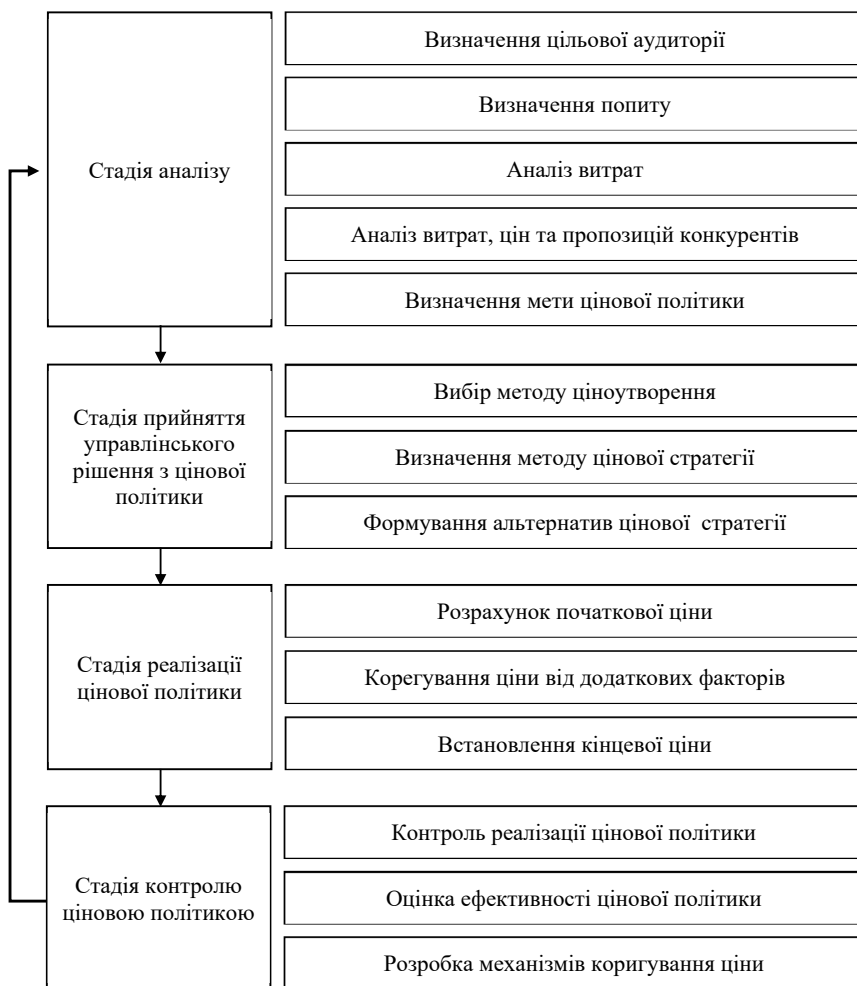 Стадія аналізу
Визначення цільової аудиторії
Визначення попиту
Аналіз витрат
Аналіз витрат, цін та пропозицій конкурентів
Визначення мети цінової політики
Стадія прийняття
управлінського
рішення з цінової
політики
Вибір методу ціноутворення
Визначення методу цінової стратегії
Формування альтернатив цінової стратегії
Стадія реалізації
цінової політики
Розрахунок початкової ціни
Корегування ціни від додаткових факторів
Встановлення кінцевої ціни
Стадія контролю
ціновою політикою
Контроль реалізації цінової політики
Оцінка ефективності цінової політики
Розробка механізмів коригування ціни